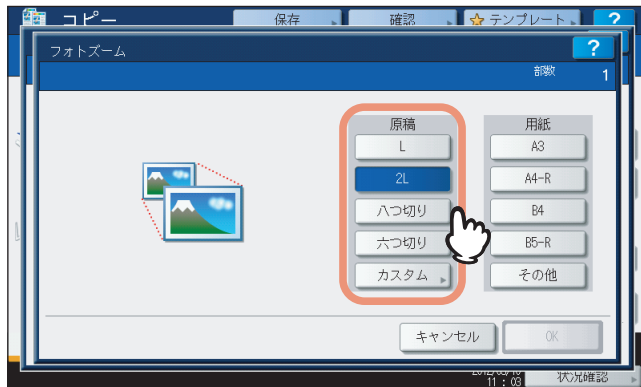 コピー 保存 確認 テンプレート ?
フォトズーム ?
部数 1
原稿 用紙
L A3
2L A4-R
八つ切り B4
六つ切り B5-R
カスタム その他
キャンセル OK
11 : 03 状況確認